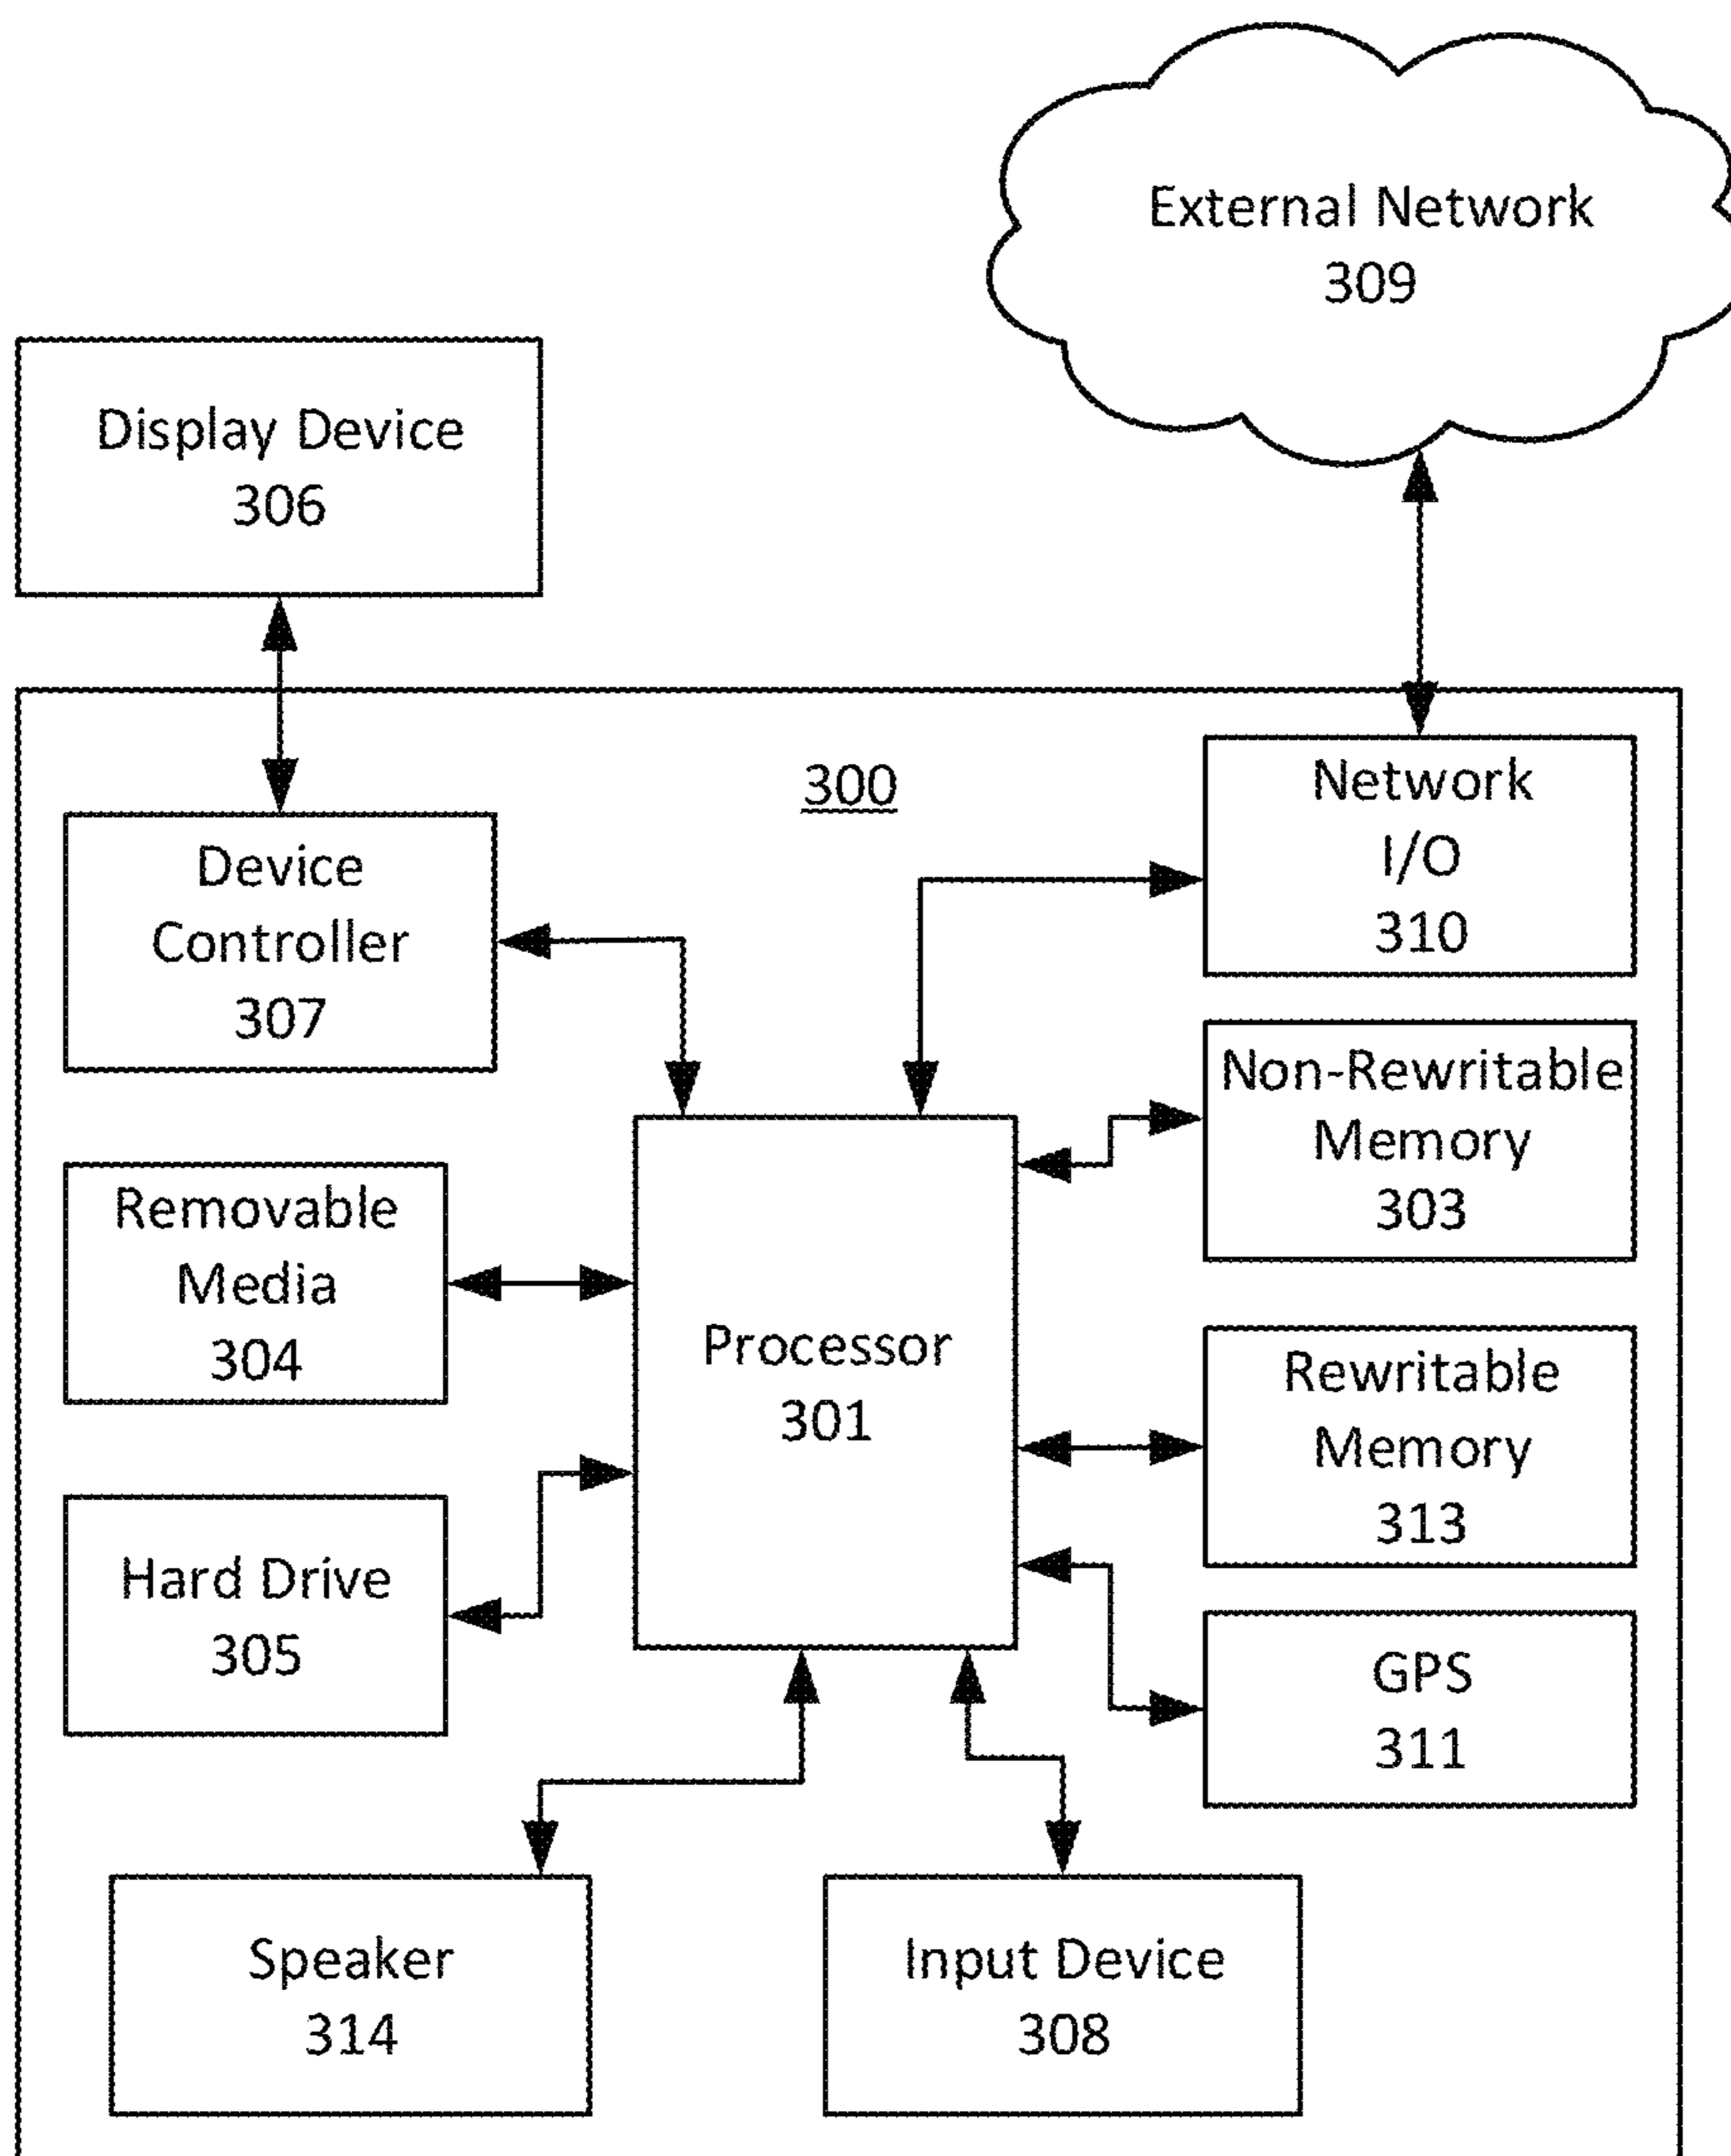 External Network
309
Display Device
306
300
Network
I/O
310
Device
Controller
307
Non-Rewritable
Memory
303
Removable
Media
304
Processor
301
Rewritable
Memory
313
Hard Drive
305
GPS
311
Speaker
314
Input Device
308